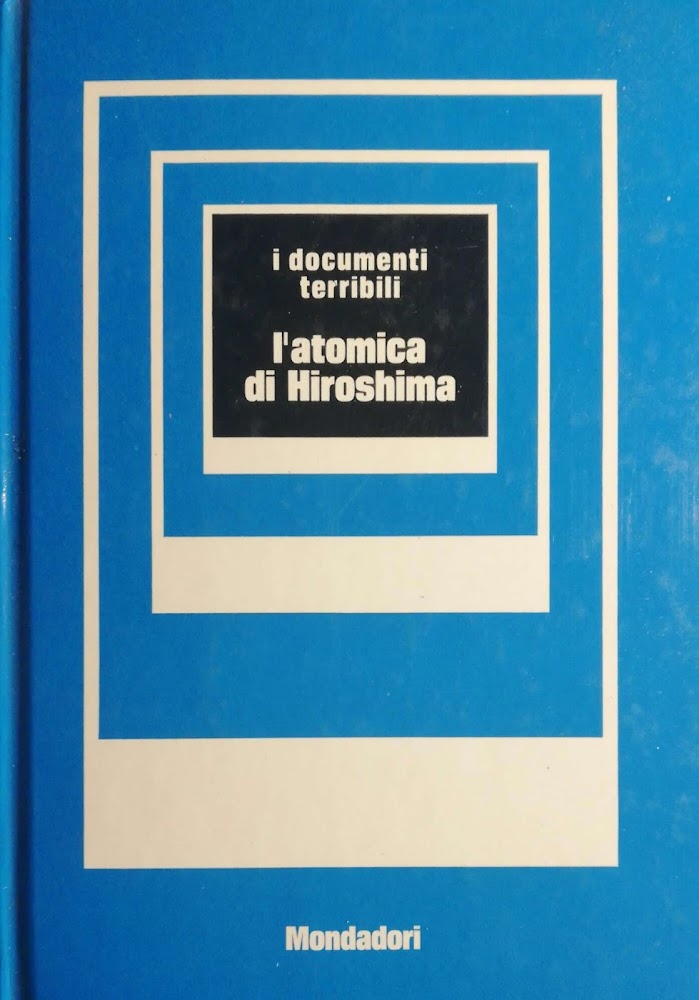 i documenti
terribili
l'atomica
di Hiroshima
Mondadori